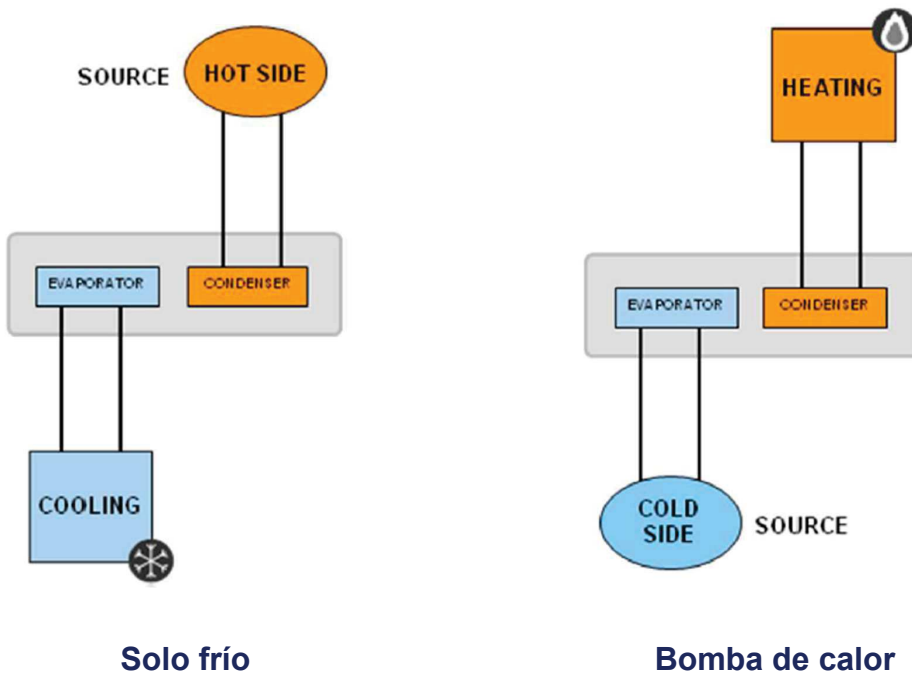 SOURCE
HOT SIDE
EVAPORATOR
CONDENSER
COOLING
Solo frío
HEATING
EVAPORATOR
CONDENSER
COLD
SIDE
SOURCE
Bomba de calor